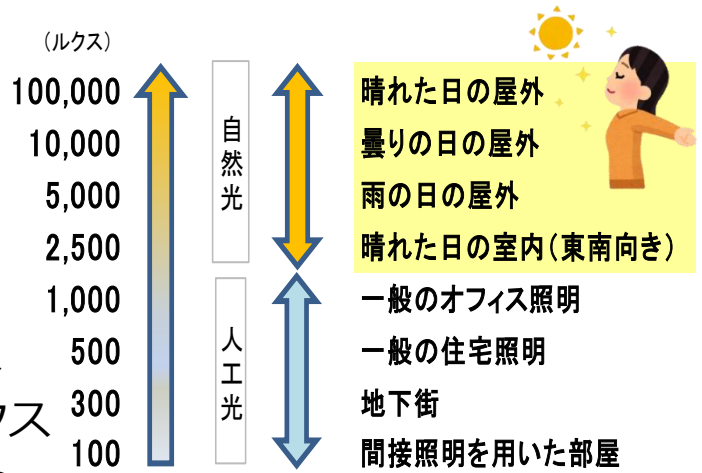 (ルクス)
100,000 晴れた日の屋外
10,000 曇りの日の屋外
5,000 雨の日の屋外
2,500 晴れた日の室内(東南向き)
自然光
1,000 一般のオフィス照明
500 一般の住宅照明
300 地下街
100 間接照明を用いた部屋
人工光
クス